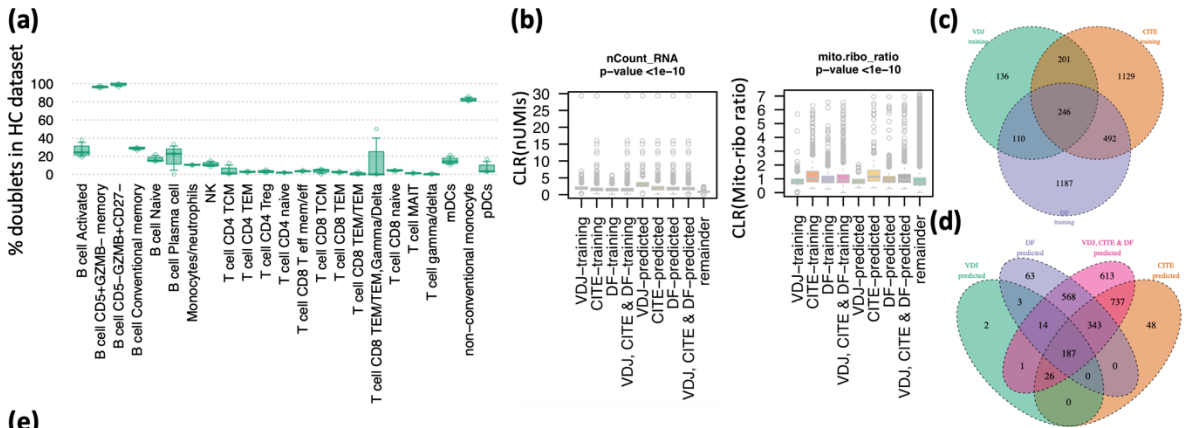 (a)
% doublets in HC dataset
100
80
60
40
20
0
B cell Activated
B cell CD5+GZMB− memory
B cell CD5−GZMB+CD27−
B cell Conventional memory
B cell Naive
B cell Plasma cell
Monocytes/neutrophilis
NK
T cell CD4 TCM
T cell CD4 TEM
T cell CD4 Treg
T cell CD4 naive
T cell CD8T eff mem/eff
T cell CD8 TCM
T cell CD8 TEM
T cell CD8 TEM/TEM
T cell CD8 TEM/TEM,Gamma/Delta
T cell CD8 naive
T cell MAIT
T cell gamma/delta
mDCs
non−conventional monocyte
pDCs
(b)
nCount_RNA
p-value <1e-10
CLR(nUMIs)
30
25
20
15
10
5
0
VDJ−training
CITE−training
DF−training
VDJ, CITE & DF−training
VDJ−predicted
CITE−predicted
DF−predicted
VDJ, CITE & DF−predicted
remainder
mito.ribo_ratio
p-value <1e-10
CLR(Mito-ribo ratio)
7
6
5
4
3
2
1
0
VDJ−training
CITE−training
DF−training
VDJ, CITE & DF−training
VDJ−predicted
CITE−predicted
DF−predicted
VDJ, CITE & DF−predicted
remainder
(c)
VDJ
training
CITE
training
136
201
1129
246
110
492
1187
training
(d)
VDJ
predicted
DF
predicted
VDJ, CITE & DF
predicted
CITE
predicted
63
613
568
737
3
2
14
343
48
187
1
26
0
0
0
(e)